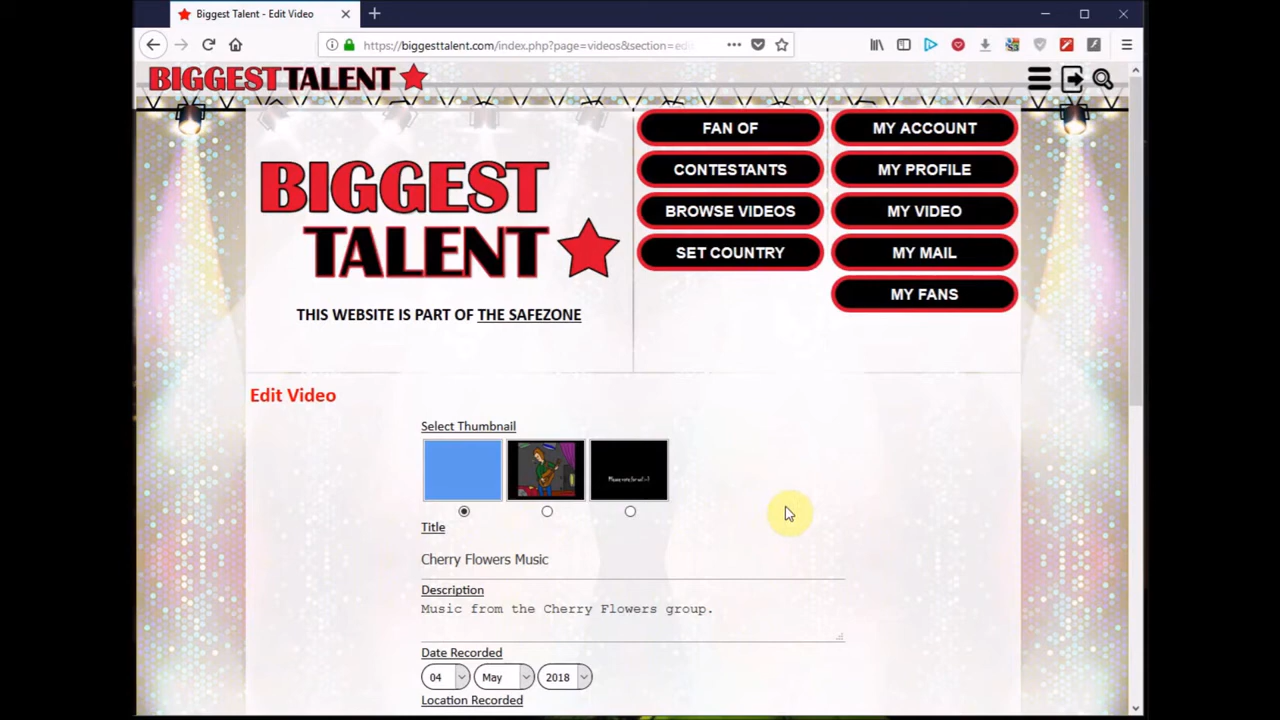 Biggest Talent - Edit Video
https://biggesttalent.com/index.php?page=videos&section=edi
BIGGEST TALENT
BIGGEST
TALENT
THIS WEBSITE IS PART OF THE SAFEZONE
FAN OF
CONTESTANTS
BROWSE VIDEOS
SET COUNTRY
MY ACCOUNT
MY PROFILE
MY VIDEO
MY MAIL
MY FANS
Edit Video
Select Thumbnail
Title
Cherry Flowers Music
Description
Music from the Cherry Flowers group.
Date Recorded
04 May 2018
Location Recorded